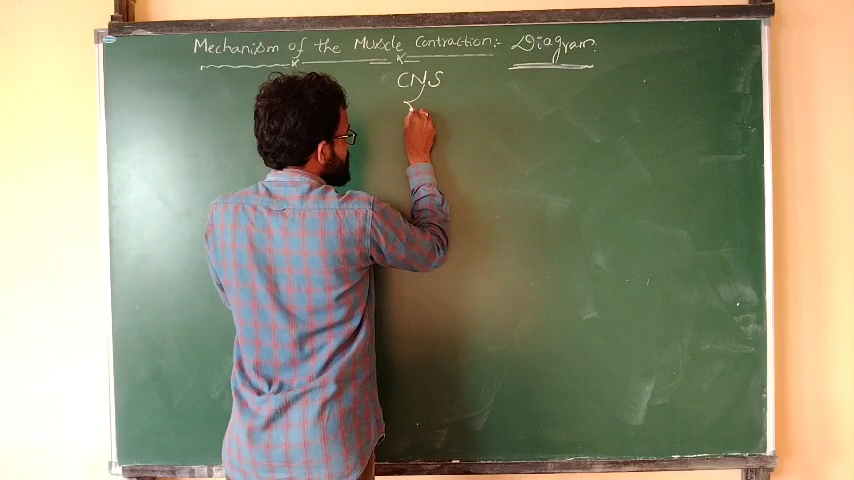 Mechanism of the Muscle Contraction:- Diagram:
CNS